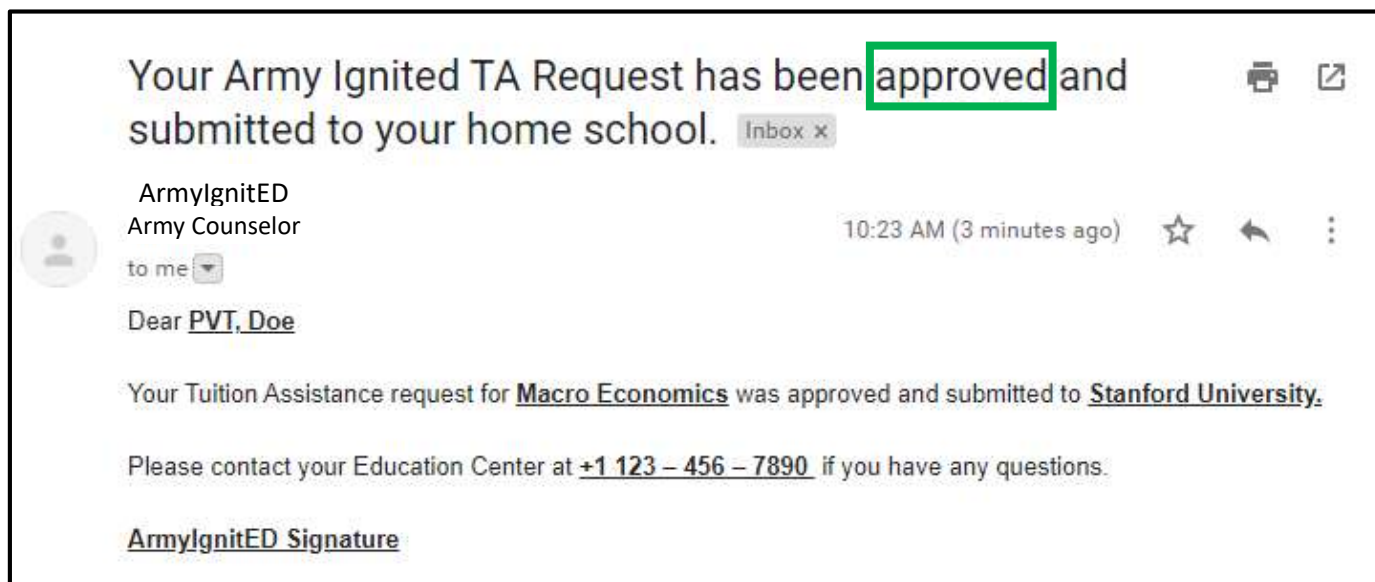 Your Army Ignited TA Request has been approved and
submitted to your home school. Inbox x
ArmyIgnitED
Army Counselor
10:23 AM (3 minutes ago)
to me
Dear PVT, Doe
Your Tuition Assistance request for Macro Economics was approved and submitted to Stanford University.
Please contact your Education Center at +1 123 – 456 – 7890 if you have any questions.
ArmyIgnitED Signature